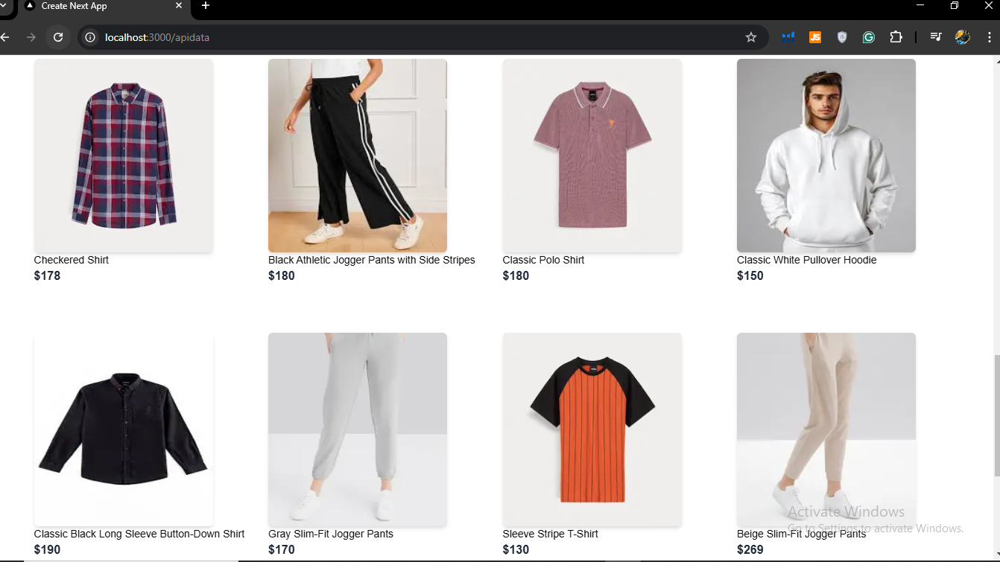 Create Next App
localhost:3000/apidata
JS
Checkered Shirt
$178
Black Athletic Jogger Pants with Side Stripes
$180
Classic Polo Shirt
$180
Classic White Pullover Hoodie
$150
Classic Black Long Sleeve Button-Down Shirt
$190
Gray Slim-Fit Jogger Pants
$170
Sleeve Stripe T-Shirt
$130
Beige Slim-Fit Jogger Pants
$269
Activate Windows
Go to Settings to activate Windows.